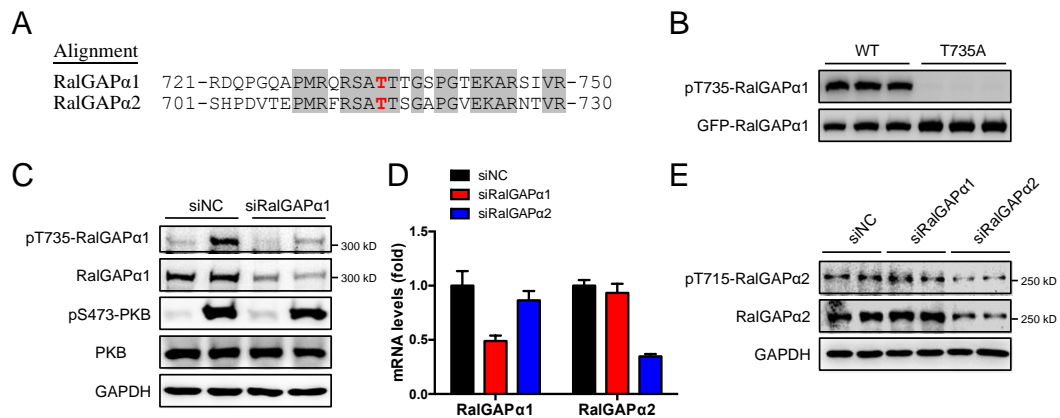 A
Alignment
RalGAPα1 721-RDQPGQAPMRQRSATTTGSPGTEKARSIVR-750
RalGAPα2 701-SHPDVTEPMRFRSATTSGAPGVEKARNTVR-730
B
WT T735A
pT735-RalGAPα1
GFP-RalGAPα1
C
siNC siRalGAPα1
pT735-RalGAPα1 300 kD
RalGAPα1 300 kD
pS473-PKB
PKB
GAPDH
D
siNC
siRalGAPα1
siRalGAPα2
mRNA levels (fold)
1.5
1.0
0.5
0.0
RalGAPα1 RalGAPα2
E
siNC siRalGAPα1 siRalGAPα2
pT715-RalGAPα2 250 kD
RalGAPα2 250 kD
GAPDH